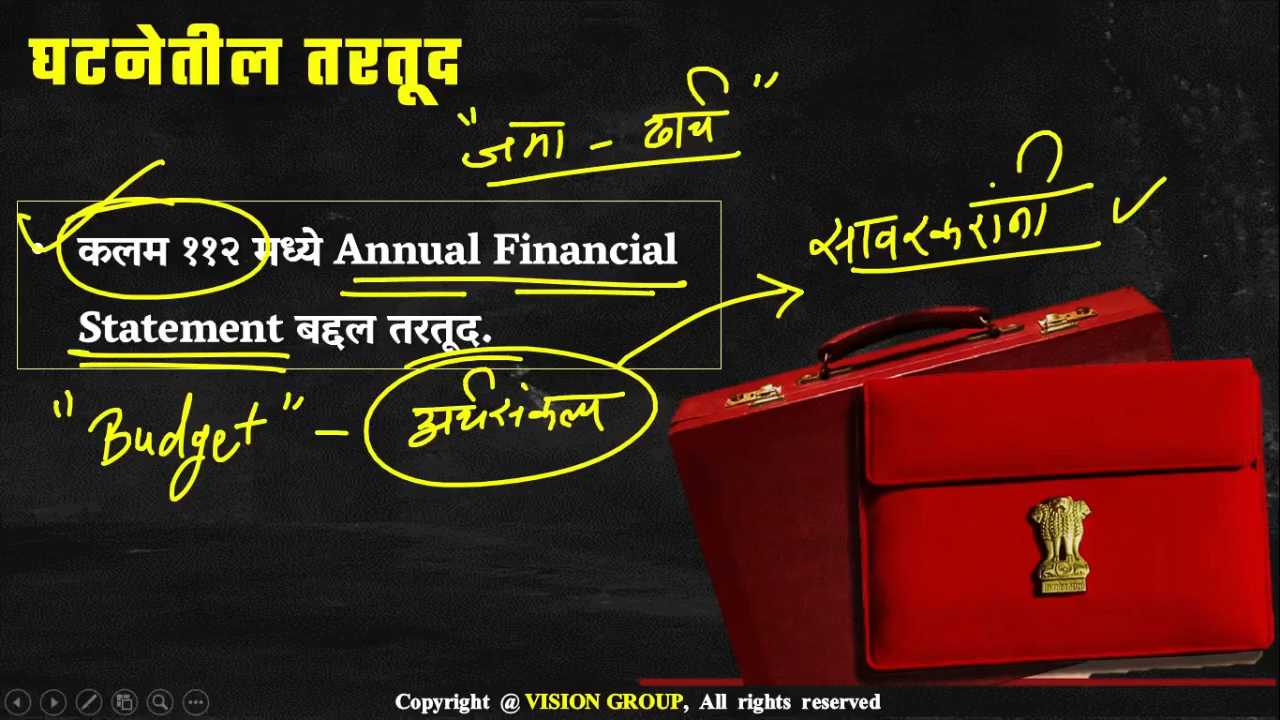 घटनेतील तरतूद
"जमा - खर्च"
सावरकरांनी
• कलम ११२ मध्ये Annual Financial
Statement बद्दल तरतूद.
"Budget" - अर्थसंकल्प
Copyright @ VISION GROUP, All rights reserved